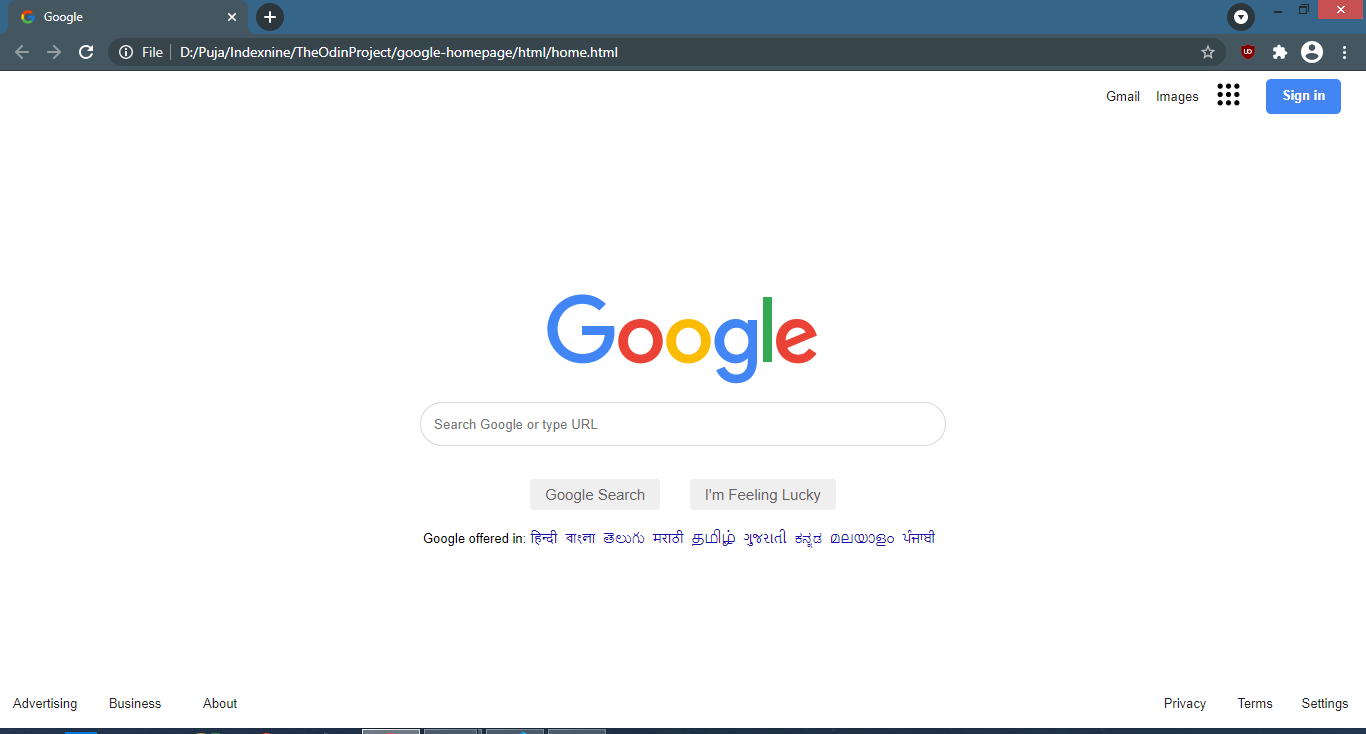 Google
File D:/Puja/Indexnine/TheOdinProject/google-homepage/html/home.html
Gmail Images Sign in
Google
Search Google or type URL
Google Search I'm Feeling Lucky
Google offered in: हिन्दी বাংলা తెలుగు मराठी தமிழ் ગુજરાતી ಕನ್ನಡ മലയാളം ਪੰਜਾਬੀ
Advertising Business About Privacy Terms Settings